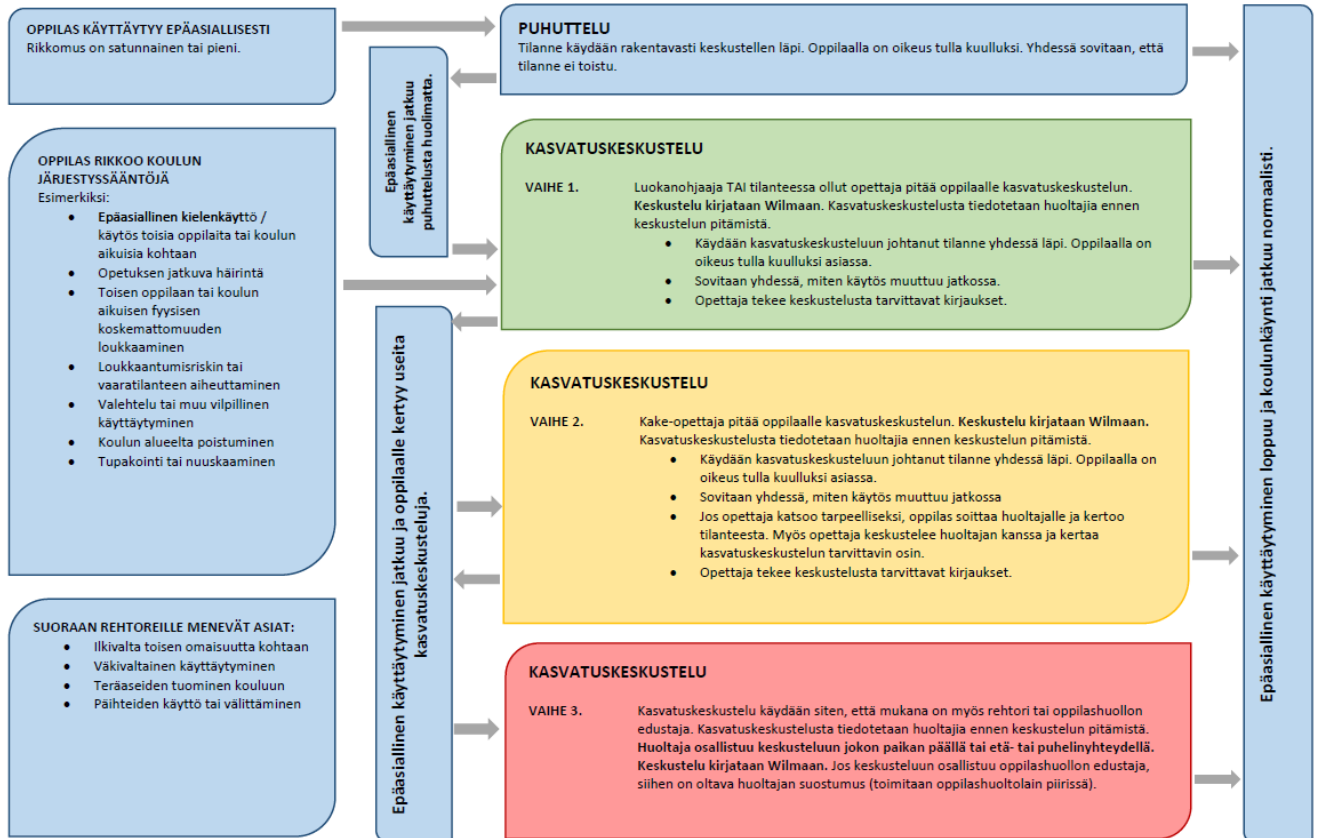 OPPILAS KÄYTTÄYTYY EPÄASIALLISESTI
Rikkomus on satunnainen tai pieni.
PUHUTTELU
Tilanne käydään rakentavasti keskustellen läpi. Oppilaalla on oikeus tulla kuulluksi. Yhdessä sovitaan, että
tilanne ei toistu.
Epäasiallinen
käyttäytyminen jatkuu
puhuttelusta huolimatta.
OPPILAS RIKKOO KOULUN
JÄRJESTYSSÄÄNTÖJÄ
Esimerkiksi:
• Epäasiallinen kielenkäyttö /
käytös toisia oppilaita tai koulun
aikuisia kohtaan
• Opetuksen jatkuva häirintä
• Toisen oppilaan tai koulun
aikuisen fyysisen
koskemattomuuden
loukkaaminen
• Loukkaantumisriskin tai
vaaratilanteen aiheuttaminen
• Valehtelu tai muu vilpillinen
käyttäytyminen
• Koulun alueelta poistuminen
• Tupakointi tai nuuskaaminen
KASVATUSKESKUSTELU
VAIHE 1. Luokanohjaaja TAI tilanteessa ollut opettaja pitää oppilaalle kasvatuskeskustelun.
Keskustelu kirjataan Wilmaan. Kasvatuskeskustelusta tiedotetaan huoltajia ennen
keskustelun pitämistä.
• Käydään kasvatuskeskusteluun johtanut tilanne yhdessä läpi. Oppilaalla on
oikeus tulla kuulluksi asiassa.
• Sovitaan yhdessä, miten käytös muuttuu jatkossa.
• Opettaja tekee keskustelusta tarvittavat kirjaukset.
Epäasiallinen käyttäytyminen jatkuu ja oppilaalle kertyy useita
kasvatuskeskusteluja.
KASVATUSKESKUSTELU
VAIHE 2. Kake-opettaja pitää oppilaalle kasvatuskeskustelun. Keskustelu kirjataan Wilmaan.
Kasvatuskeskustelusta tiedotetaan huoltajia ennen keskustelun pitämistä.
• Käydään kasvatuskeskusteluun johtanut tilanne yhdessä läpi. Oppilaalla on
oikeus tulla kuulluksi asiassa.
• Sovitaan yhdessä, miten käytös muuttuu jatkossa
• Jos opettaja katsoo tarpeelliseksi, oppilas soittaa huoltajalle ja kertoo
tilanteesta. Myös opettaja keskustelee huoltajan kanssa ja kertaa
kasvatuskeskustelun tarvittavin osin.
• Opettaja tekee keskustelusta tarvittavat kirjaukset.
SUORAAN REHTOREILLE MENEVÄT ASIAT:
• Ilkivalta toisen omaisuutta kohtaan
• Väkivaltainen käyttäytyminen
• Teräaseiden tuominen kouluun
• Päihteiden käyttö tai välittäminen
KASVATUSKESKUSTELU
VAIHE 3. Kasvatuskeskustelu käydään siten, että mukana on myös rehtori tai oppilashuollon
edustaja. Kasvatuskeskustelusta tiedotetaan huoltajia ennen keskustelun pitämistä.
Huoltaja osallistuu keskusteluun jokon paikan päällä tai etä- tai puhelinyhteydellä.
Keskustelu kirjataan Wilmaan. Jos keskusteluun osallistuu oppilashuollon edustaja,
siihen on oltava huoltajan suostumus (toimitaan oppilashuoltolain piirissä).
Epäasiallinen käyttäytyminen loppuu ja koulunkäynti jatkuu normaalisti.